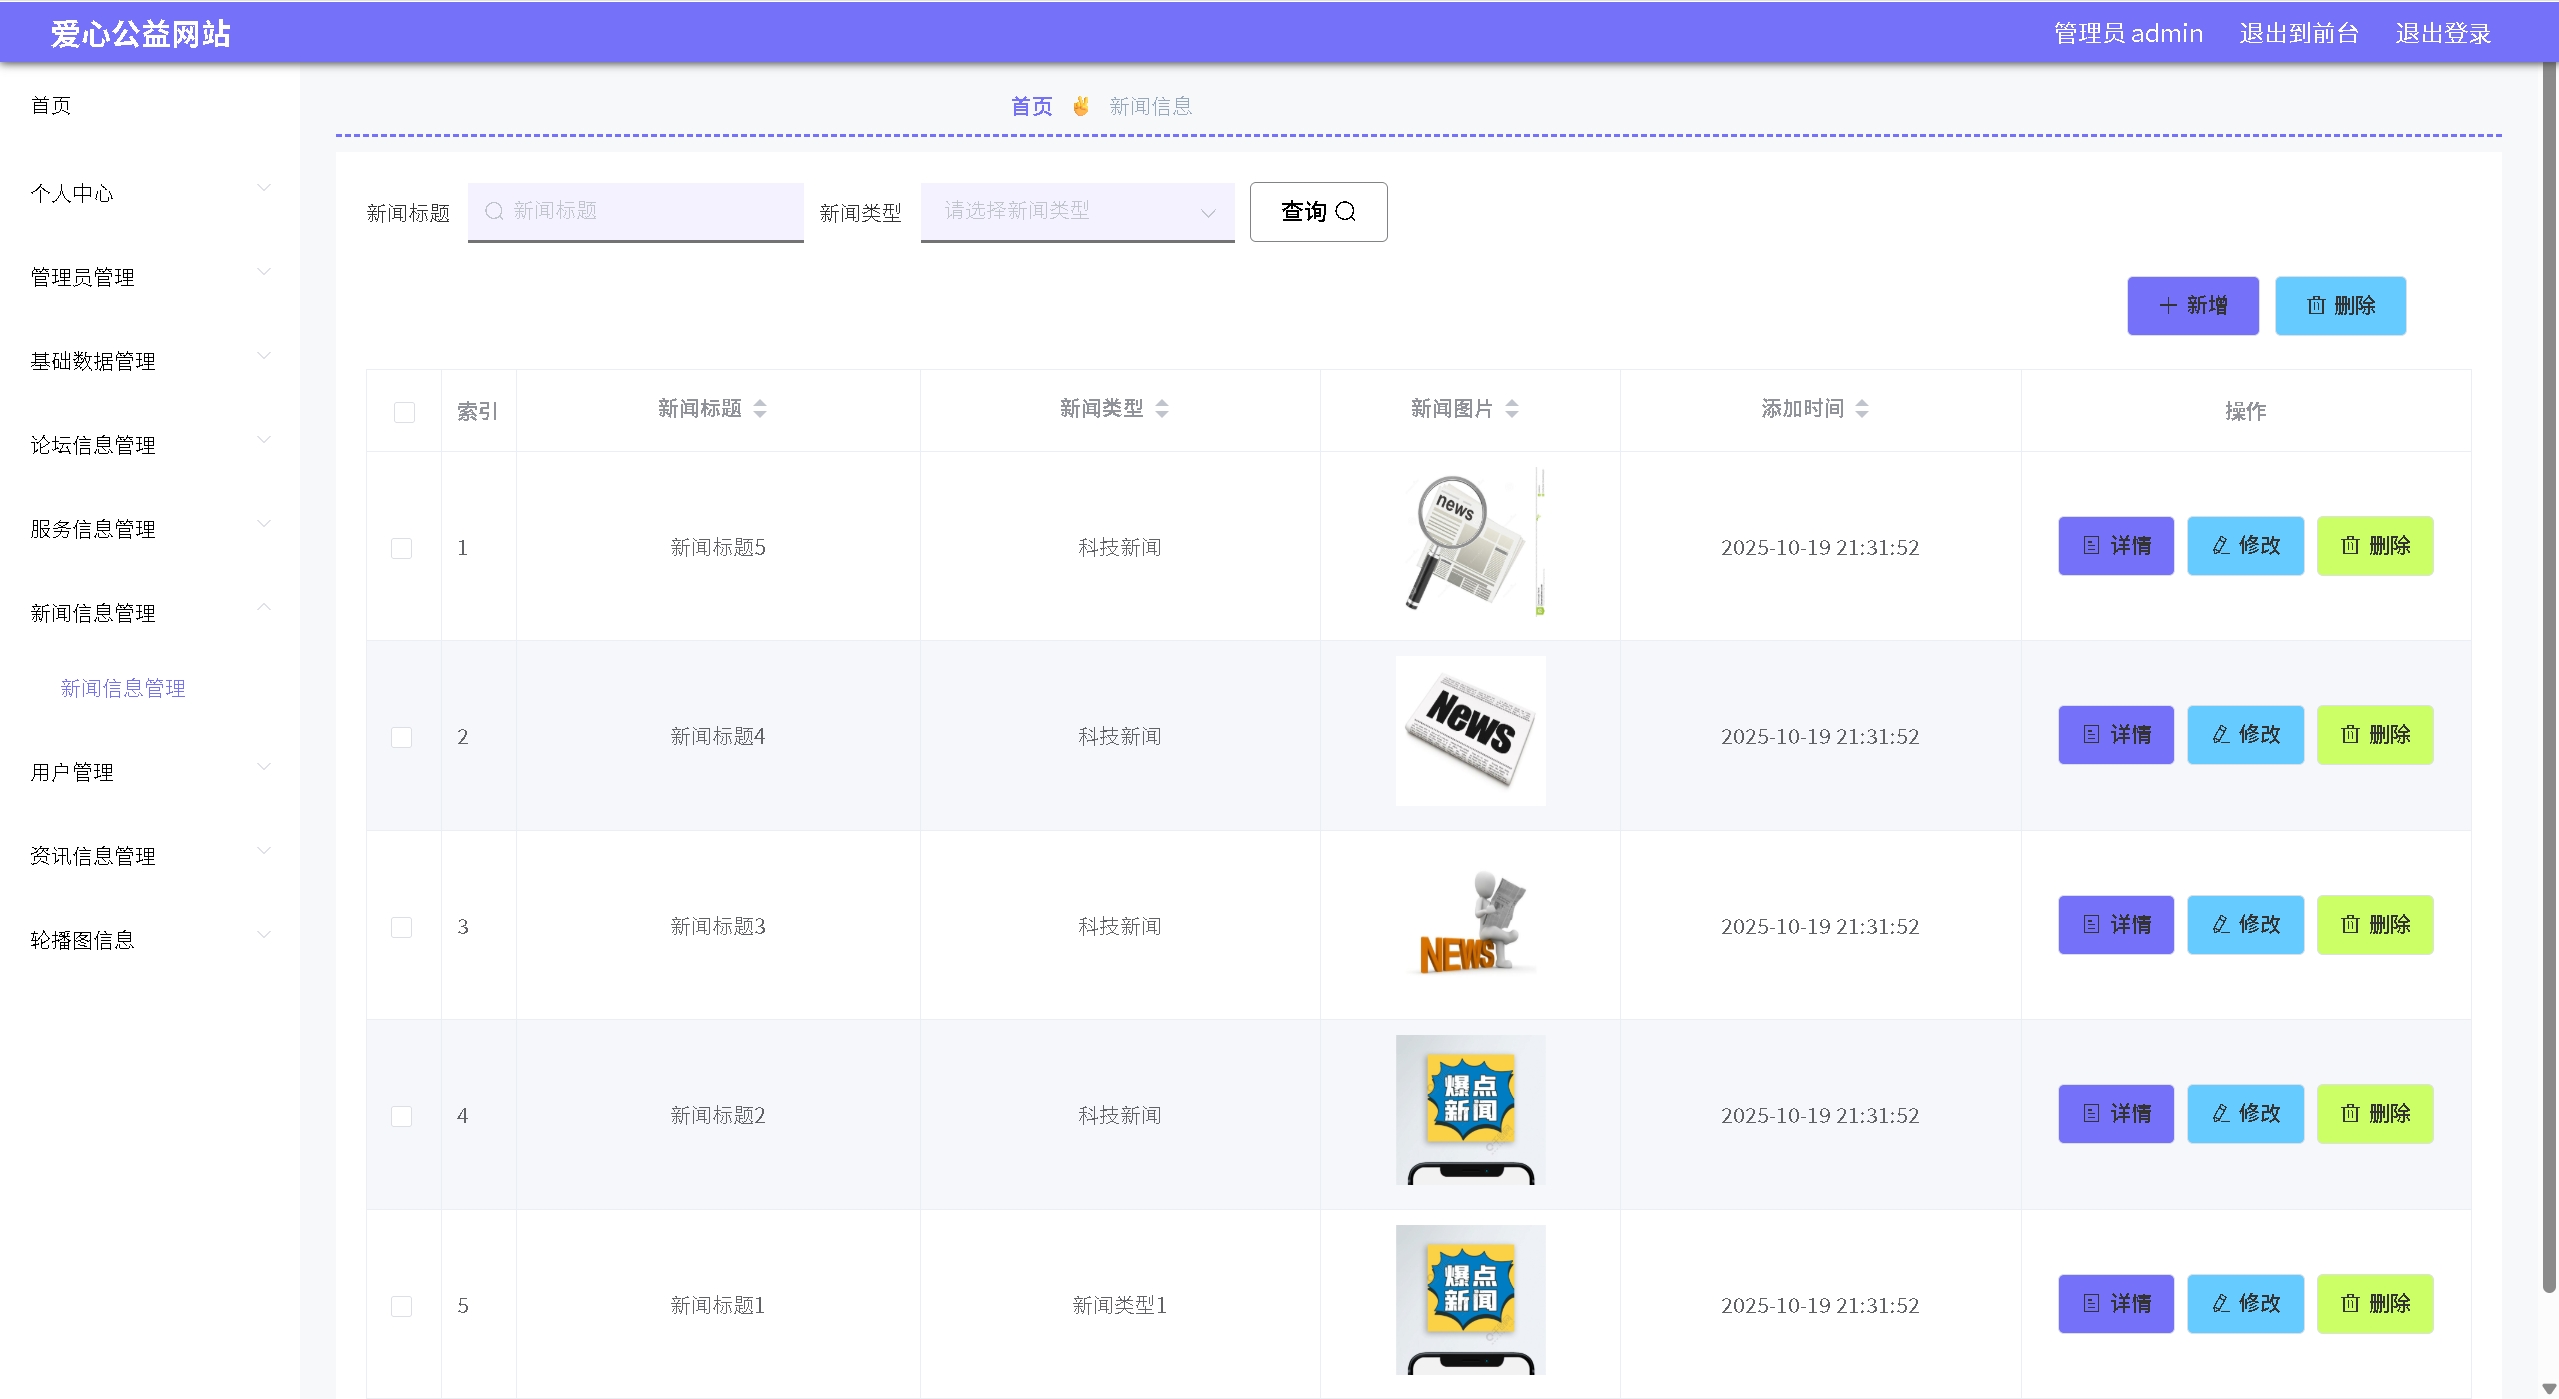 爱心公益网站
管理员 admin 退出到前台 退出登录
首页
个人中心
管理员管理
基础数据管理
论坛信息管理
服务信息管理
新闻信息管理
新闻信息管理
用户管理
资讯信息管理
轮播图信息
首页 新闻信息
新闻标题 新闻标题 新闻类型 请选择新闻类型 查询
新增 删除
索引 新闻标题 新闻类型 新闻图片 添加时间 操作
news
1 新闻标题5 科技新闻 2025-10-19 21:31:52 详情 修改 删除
News
2 新闻标题4 科技新闻 2025-10-19 21:31:52 详情 修改 删除
NEWS
3 新闻标题3 科技新闻 2025-10-19 21:31:52 详情 修改 删除
爆点
新闻
4 新闻标题2 科技新闻 2025-10-19 21:31:52 详情 修改 删除
爆点
新闻
5 新闻标题1 新闻类型1 2025-10-19 21:31:52 详情 修改 删除